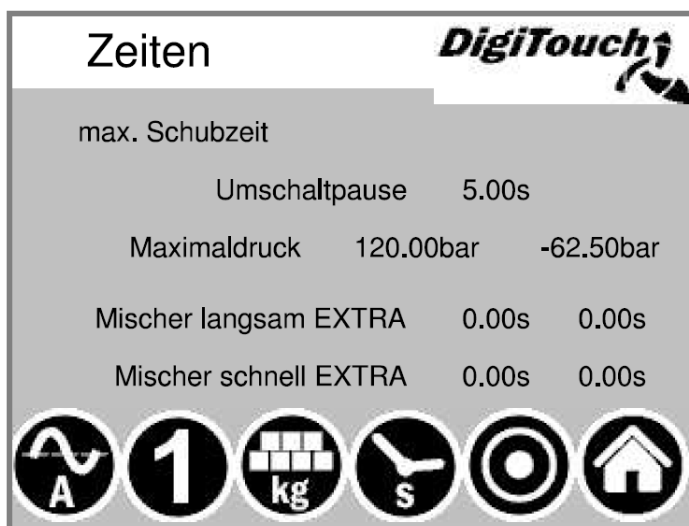 Zeiten
DigiTouch
max. Schubzeit
Umschaltpause 5.00s
Maximaldruck 120.00bar -62.50bar
Mischer langsam EXTRA 0.00s 0.00s
Mischer schnell EXTRA 0.00s 0.00s
A 1 kg s